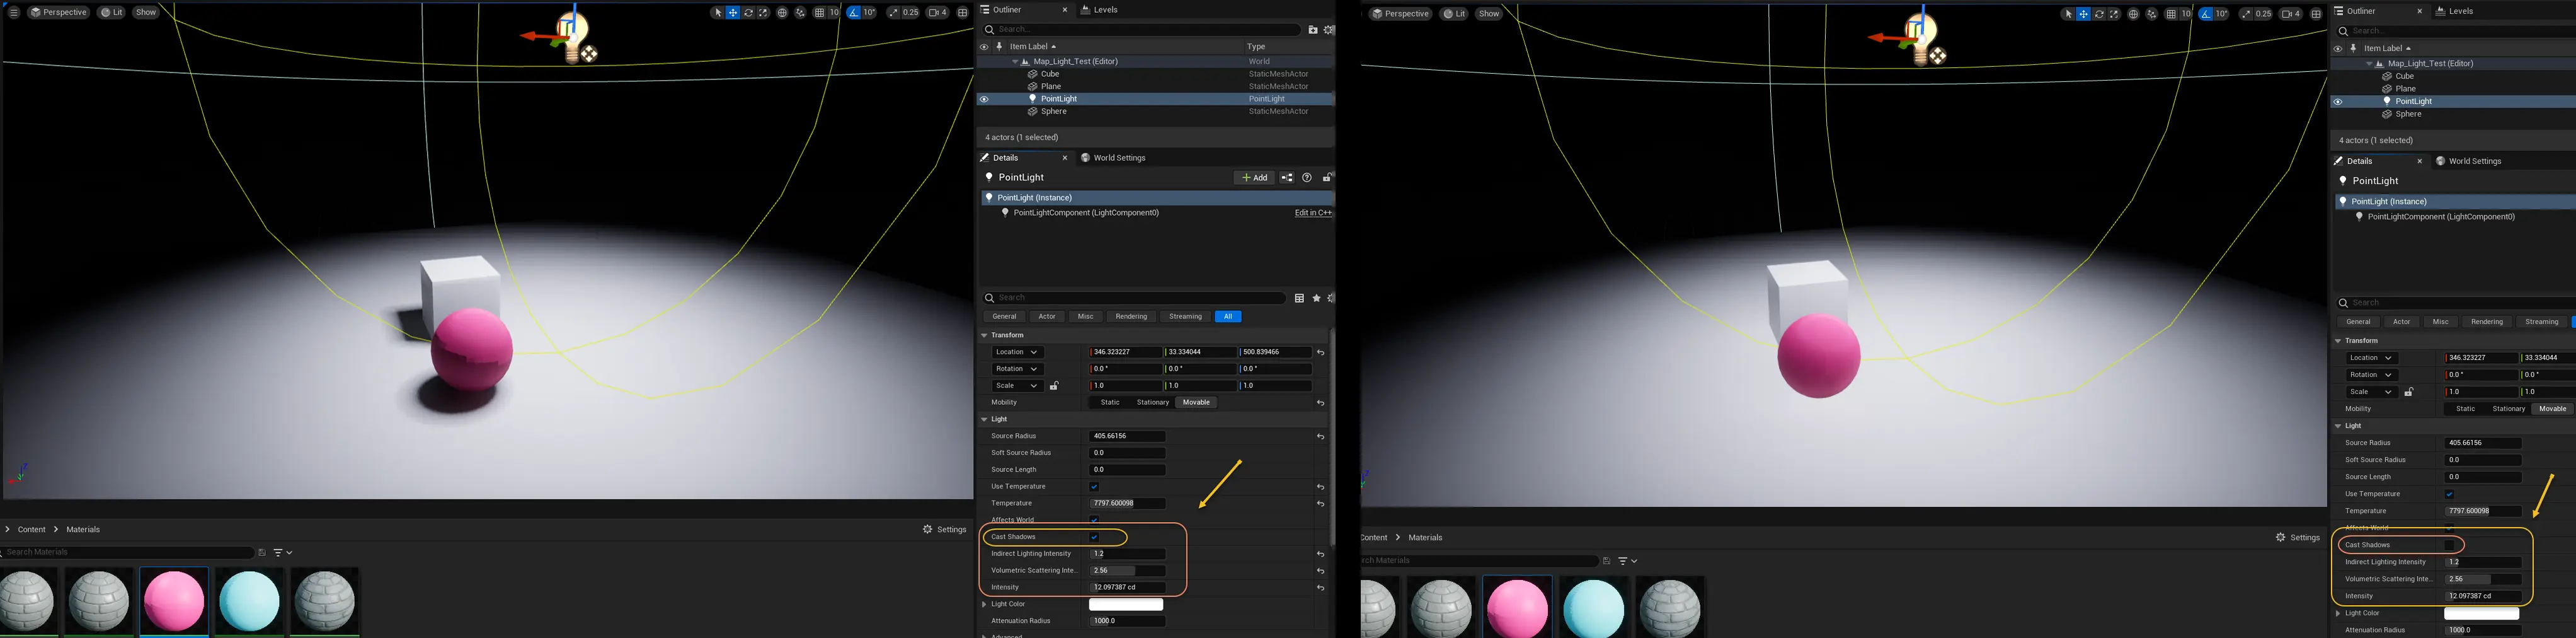 Perspective Lit Show 10 10° 0.25 4
Outliner Levels
Search...
Item Label Type
Map_Light_Test (Editor) World
Cube StaticMeshActor
Plane StaticMeshActor
PointLight PointLight
Sphere StaticMeshActor
4 actors (1 selected)
Details World Settings
PointLight + Add
PointLight (Instance)
PointLightComponent (LightComponent0) Edit in C++
Search
General Actor Misc Rendering Streaming All
Transform
Location 346.323227 33.334044 500.839466
Rotation 0.0 ° 0.0 ° 0.0 °
Scale 1.0 1.0 1.0
Mobility Static Stationary Movable
Light
Source Radius 405.66156
Soft Source Radius 0.0
Source Length 0.0
Use Temperature
Temperature 7797.600098
Affects World
Cast Shadows
Indirect Lighting Intensity 1.2
Volumetric Scattering Inte... 2.56
Intensity 12.097387 cd
Light Color
Attenuation Radius 1000.0
Advanced
Content > Materials Settings
Search Materials
Perspective Lit Show 10 10° 0.25 4
Outliner Levels
Search...
Item Label
Map_Light_Test (Editor)
Cube
Plane
PointLight
Sphere
4 actors (1 selected)
Details World Settings
PointLight
PointLight (Instance)
PointLightComponent (LightComponent0)
Search
General Actor Misc Rendering Streaming
Transform
Location 346.323227 33.334044
Rotation 0.0 ° 0.0 °
Scale 1.0 1.0
Mobility Static Stationary Movable
Light
Source Radius 405.66156
Soft Source Radius 0.0
Source Length 0.0
Use Temperature
Temperature 7797.600098
Affects World
Cast Shadows
Indirect Lighting Intensity 1.2
Volumetric Scattering Inte... 2.56
Intensity 12.097387 cd
Light Color
Attenuation Radius 1000.0
Content > Materials Settings
rch Materials